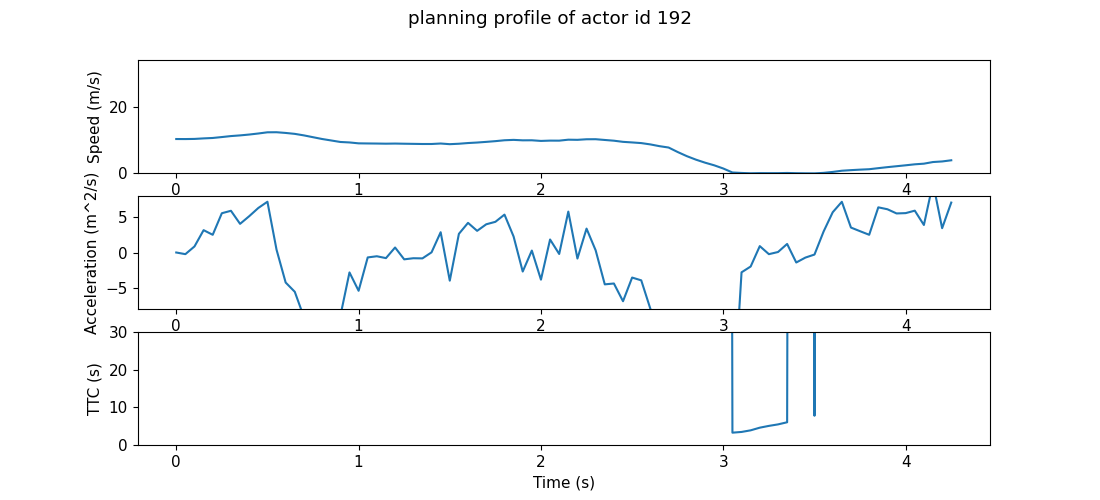 planning profile of actor id 192
Speed (m/s)
20
0
0 1 2 3 4
Acceleration (m^2/s)
5
0
−5
0 1 2 3 4
TTC (s)
30
20
10
0
0 1 2 3 4
Time (s)